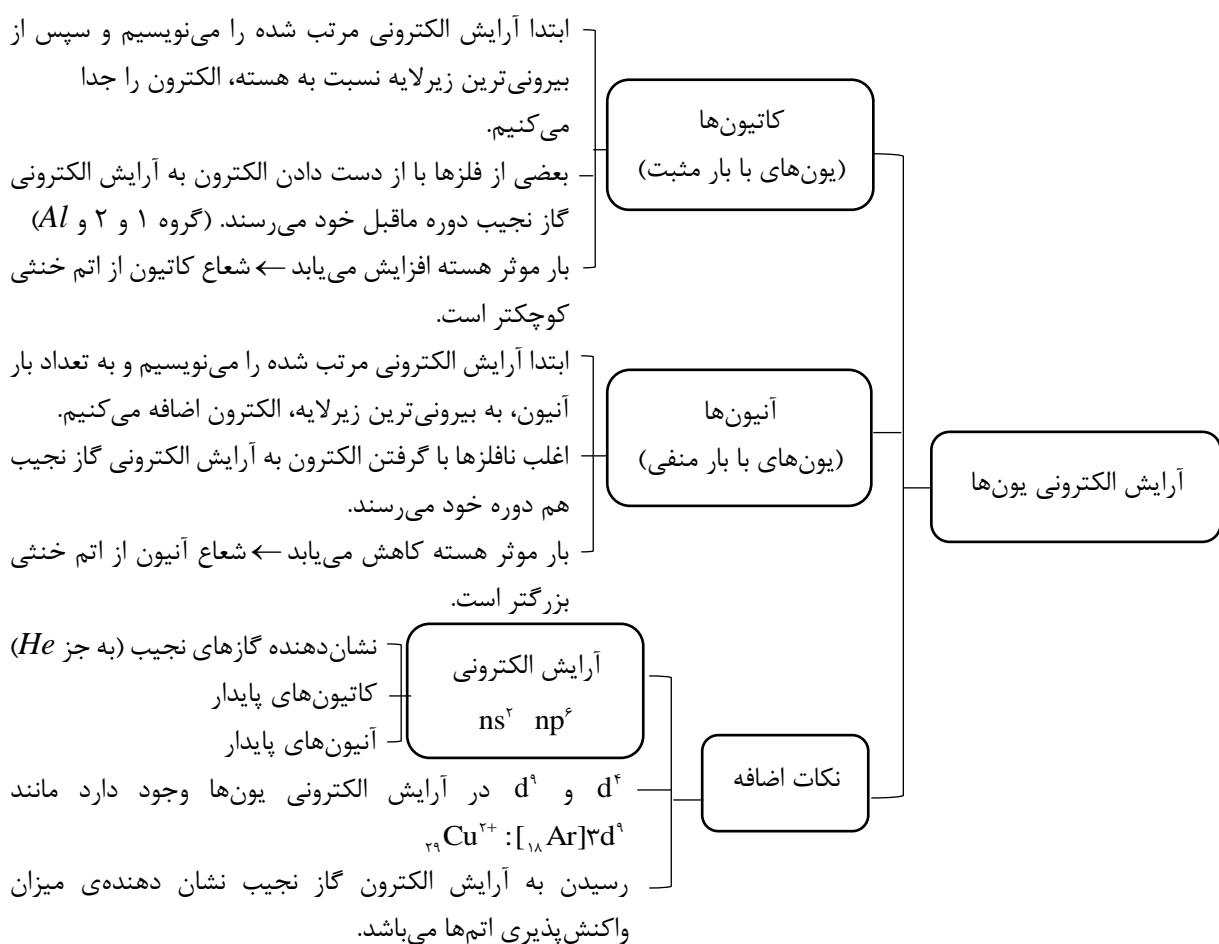 آرایش الکترونی یون‌ها
کاتیون‌ها
(یون‌های با بار مثبت)
ابتدا آرایش الکترونی مرتب شده را می‌نویسیم و سپس از
بیرونی‌ترین زیرلایه نسبت به هسته، الکترون را جدا
می‌کنیم.
بعضی از فلزها با از دست دادن الکترون به آرایش الکترونی
گاز نجیب دوره ماقبل خود می‌رسند. (گروه ۱ و ۲ و Al)
بار موثر هسته افزایش می‌یابد ← شعاع کاتیون از اتم خنثی
کوچکتر است.
آنیون‌ها
(یون‌های با بار منفی)
ابتدا آرایش الکترونی مرتب شده را می‌نویسیم و به تعداد بار
آنیون، به بیرونی‌ترین زیرلایه، الکترون اضافه می‌کنیم.
اغلب نافلزها با گرفتن الکترون به آرایش الکترونی گاز نجیب
هم دوره خود می‌رسند.
بار موثر هسته کاهش می‌یابد ← شعاع آنیون از اتم خنثی
بزرگتر است.
نکات اضافه
آرایش الکترونی
ns² np⁶
نشان‌دهنده گازهای نجیب (به جز He)
کاتیون‌های پایدار
آنیون‌های پایدار
d⁴ و d⁹ در آرایش الکترونی یون‌ها وجود دارد مانند
₂₉Cu²⁺ :[₁₈Ar]۳d⁹
رسیدن به آرایش الکترون گاز نجیب نشان دهنده‌ی میزان
واکنش‌پذیری اتم‌ها می‌باشد.